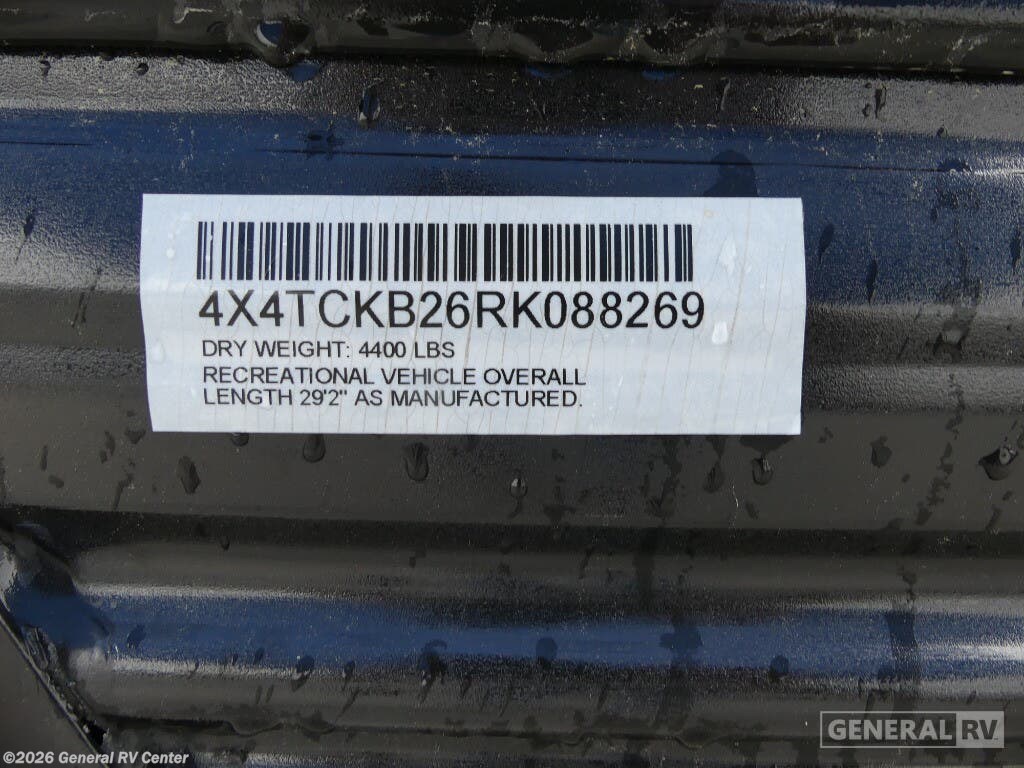 4X4TCKB26RK088269
DRY WEIGHT: 4400 LBS
RECREATIONAL VEHICLE OVERALL
LENGTH 29'2" AS MANUFACTURED.
GENERAL RV
©2026 General RV Center